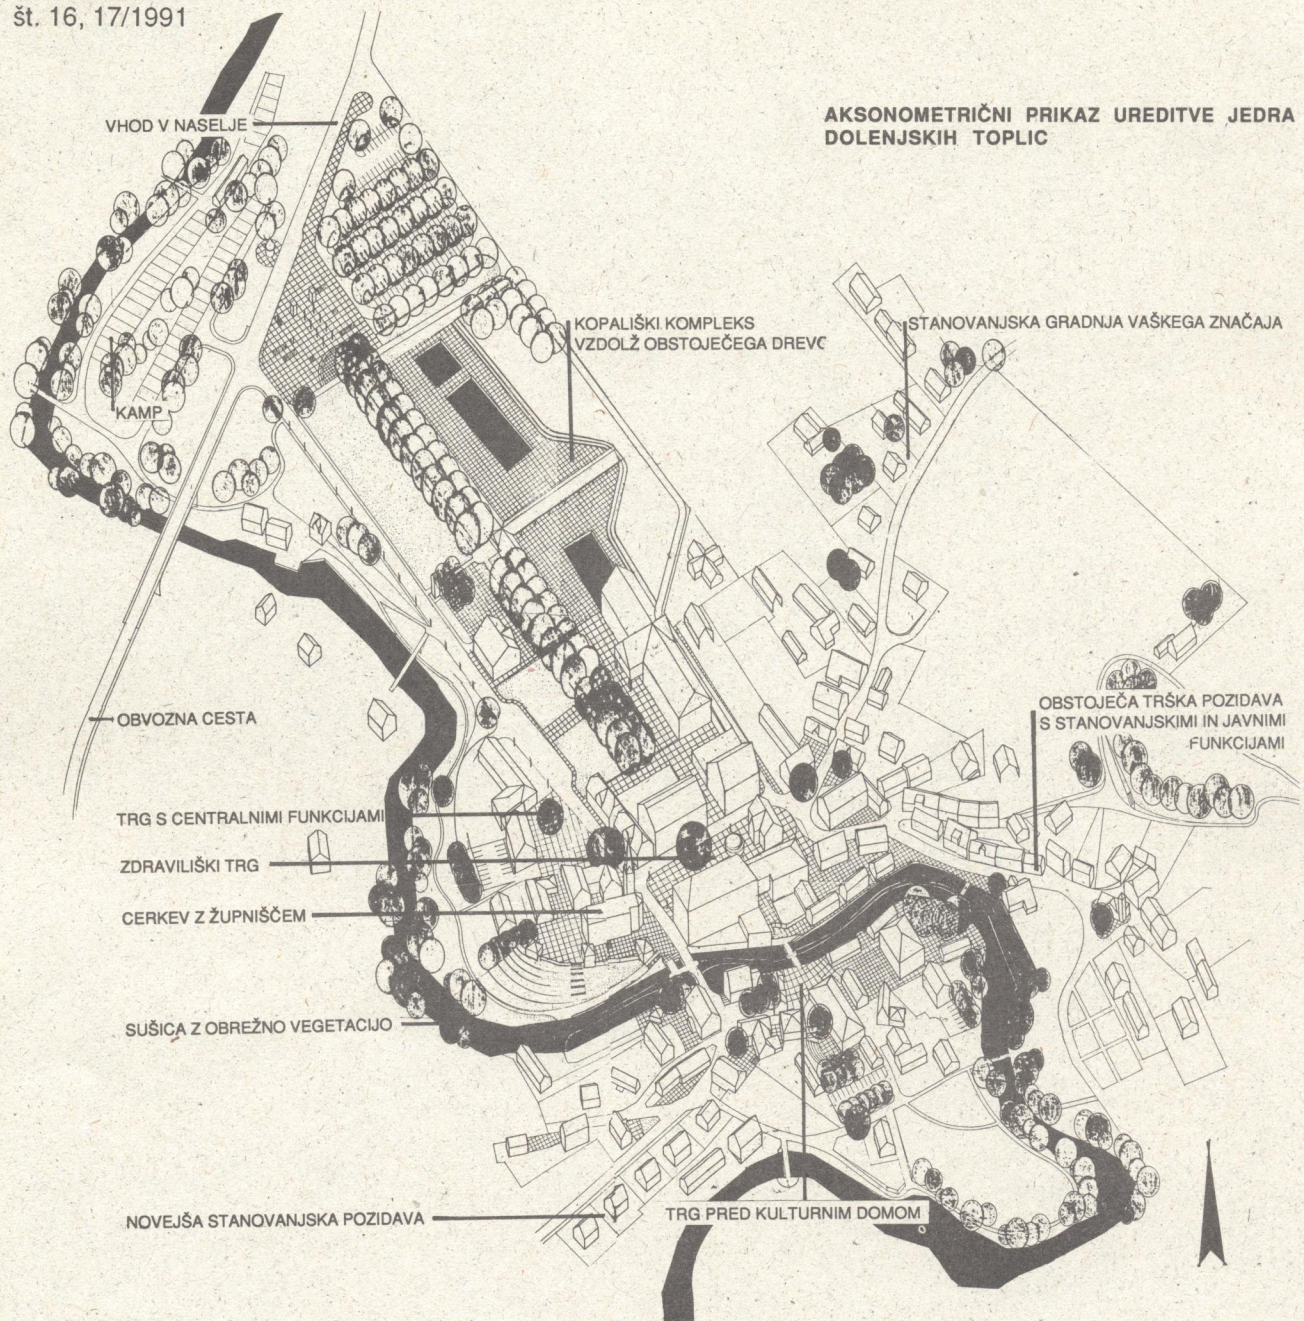 št. 16, 17/1991
AKSONOMETRIČNI PRIKAZ UREDITVE JEDRA
DOLENJSKIH TOPLIC
VHOD V NASELJE
KOPALIŠKI KOMPLEKS
VZDOLŽ OBSTOJEČEGA DREVO
STANOVANJSKA GRADNJA VAŠKEGA ZNAČAJA
KAMP
OBVOZNA CESTA
OBSTOJEČA TRŠKA POZIDAVA
S STANOVANJSKIMI IN JAVNIMI
FUNKCIJAMI
TRG S CENTRALNIMI FUNKCIJAMI
ZDRAVILIŠKI TRG
CERKEV Z ŽUPNIŠČEM
SUŠICA Z OBREŽNO VEGETACIJO
NOVEJŠA STANOVANJSKA POZIDAVA
TRG PRED KULTURNIM DOMOM